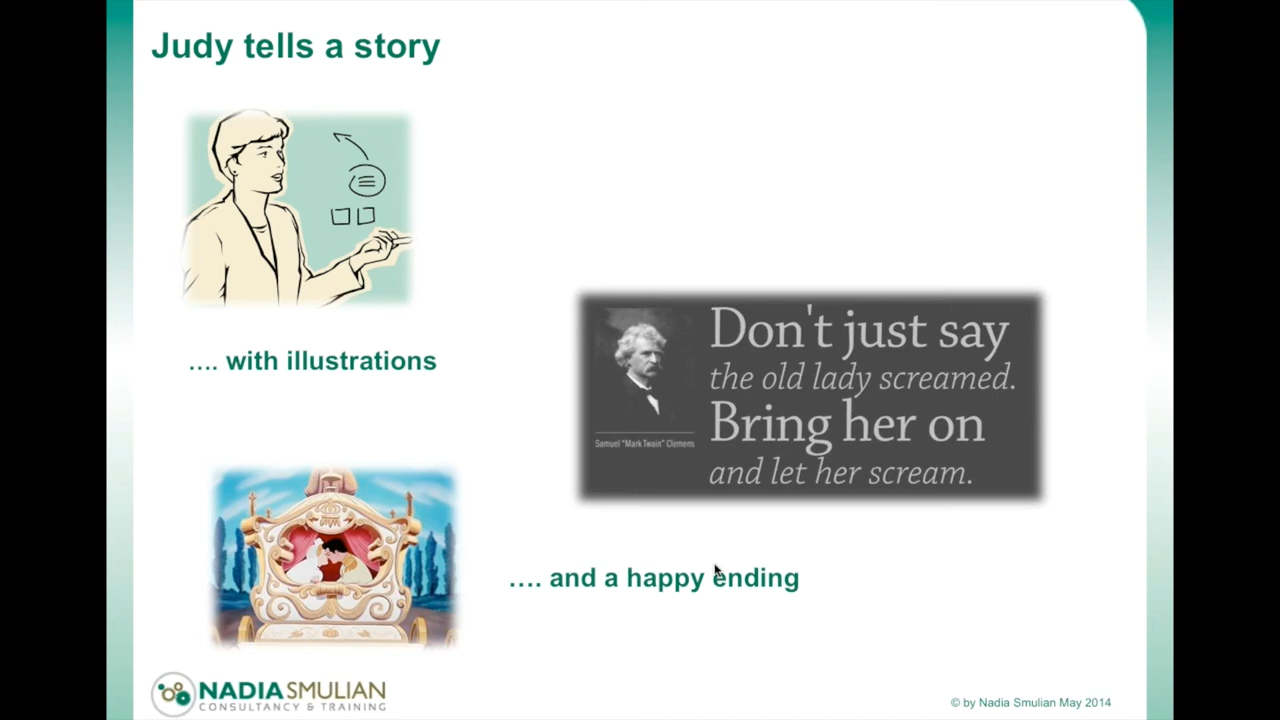 Judy tells a story
.... with illustrations
Don't just say
the old lady screamed.
Bring her on
and let her scream.
Samuel "Mark Twain" Clemens
.... and a happy ending
NADIA SMULIAN
CONSULTANCY & TRAINING
© by Nadia Smulian May 2014